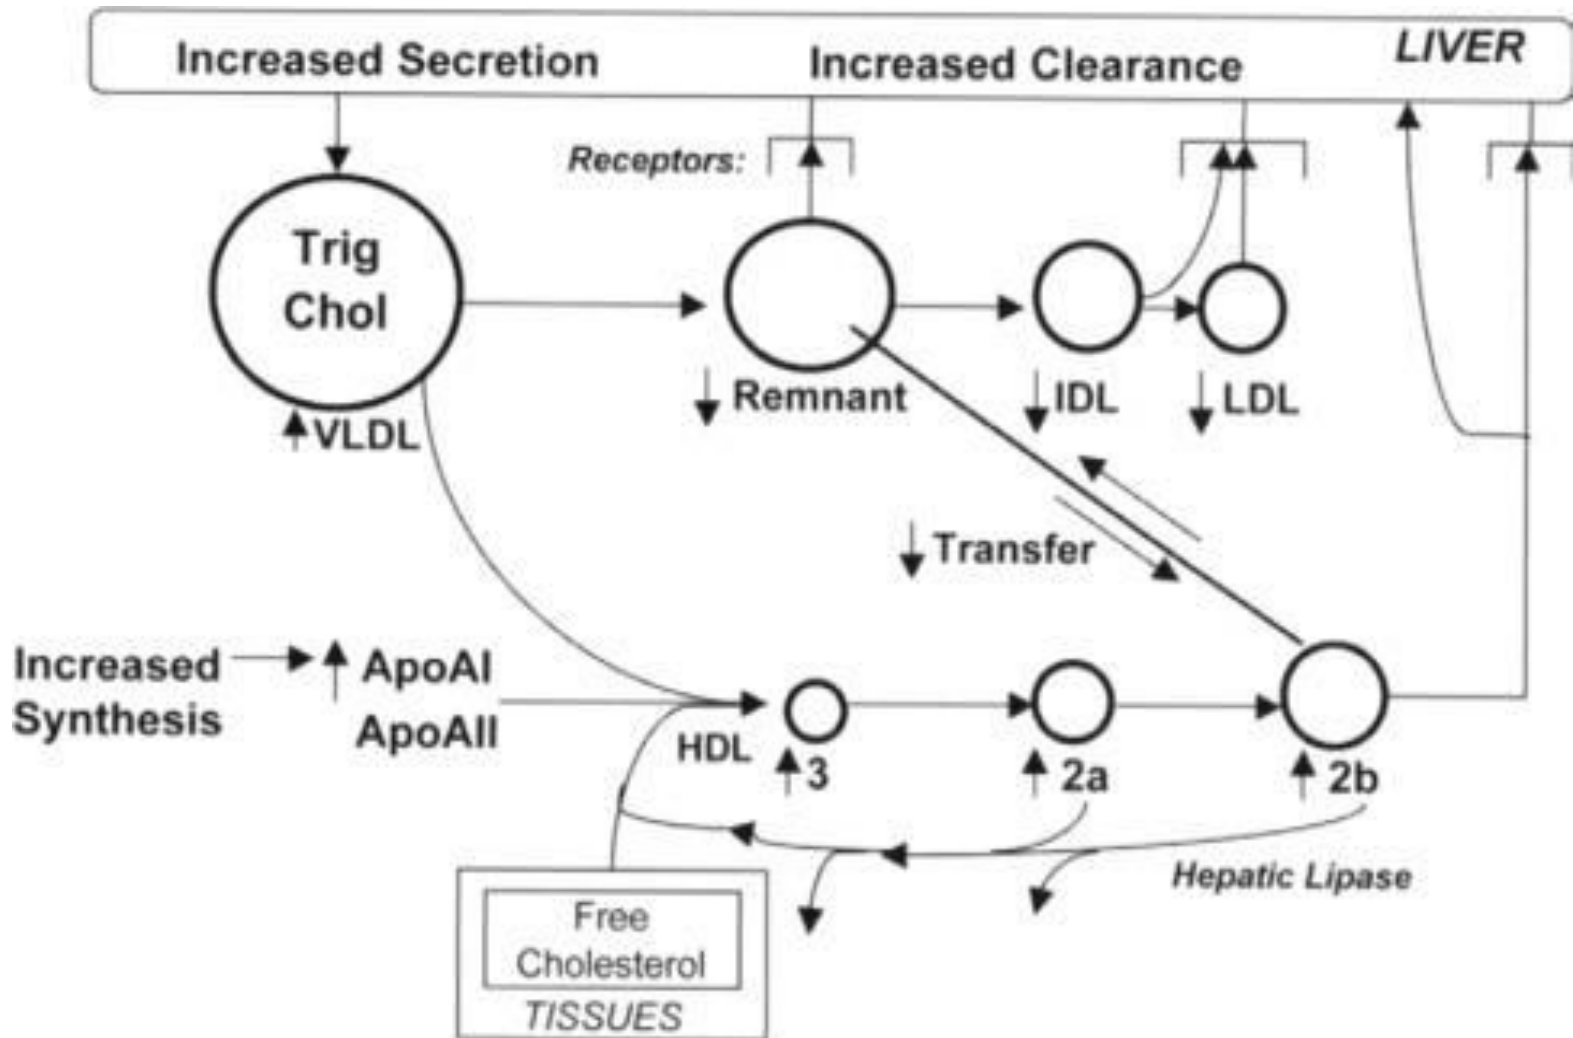 Increased Secretion
Increased Clearance
LIVER
Receptors:
Trig
Chol
VLDL
Remnant
IDL
LDL
Transfer
Increased
Synthesis
ApoAI
ApoAII
HDL
3
2a
2b
Hepatic Lipase
Free
Cholesterol
TISSUES